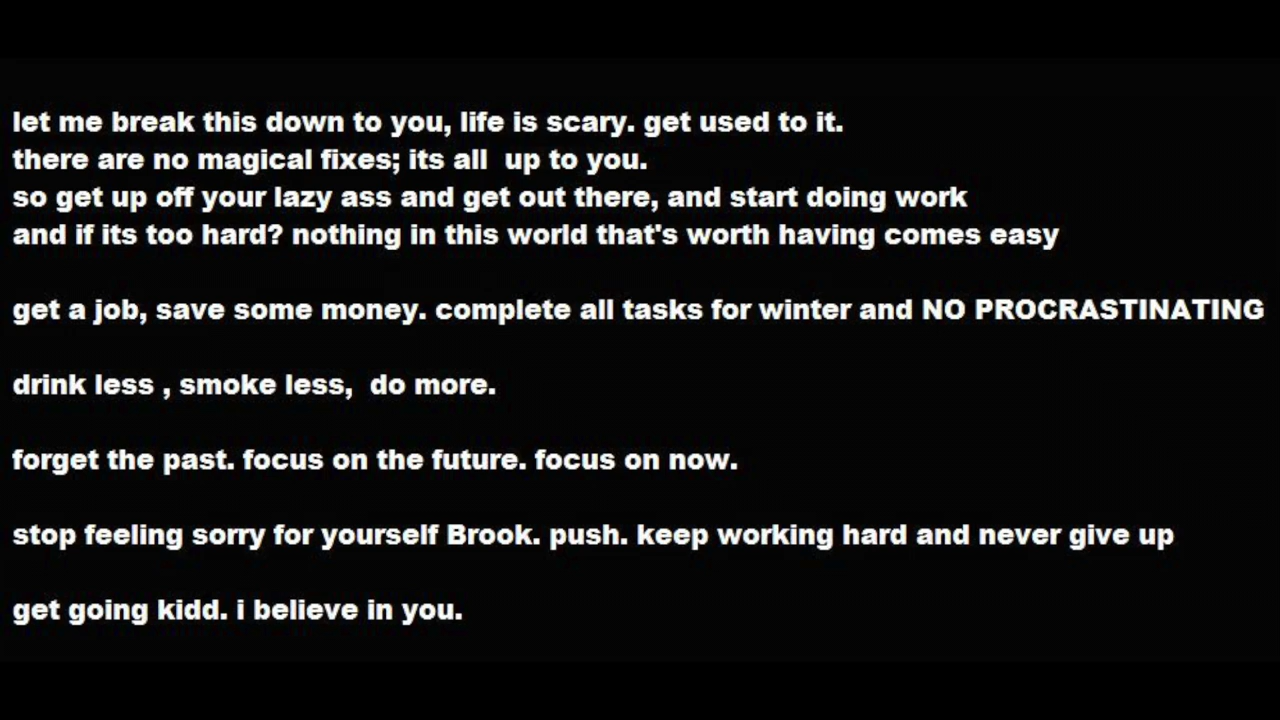 let me break this down to you, life is scary. get used to it.
there are no magical fixes; its all  up to you.
so get up off your lazy ass and get out there, and start doing work
and if its too hard? nothing in this world that's worth having comes easy
get a job, save some money. complete all tasks for winter and NO PROCRASTINATING
drink less , smoke less,  do more.
forget the past. focus on the future. focus on now.
stop feeling sorry for yourself Brook. push. keep working hard and never give up
get going kidd. i believe in you.